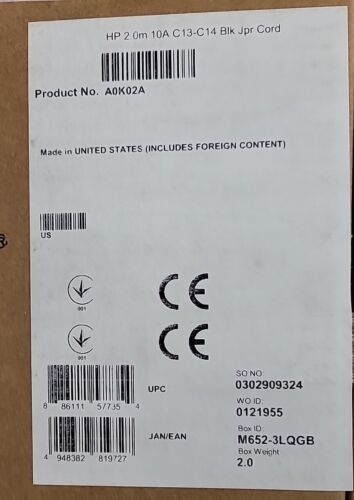 HP 2.0m 10A C13-C14 Blk Jpr Cord
Product No. A0K02A
Made in UNITED STATES (INCLUDES FOREIGN CONTENT)
US
001 CE
001 CE
8 86111 57735 4 UPC
SO NO:
0302909324
WO ID:
0121955
4 948382 819727 JAN/EAN
Box ID:
M652-3LQGB
Box Weight
2.0